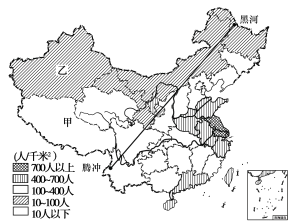 黑河
乙
甲
腾冲
(人/千米²)
700人以上
400-700人
100-400人
10-100人
10人以下